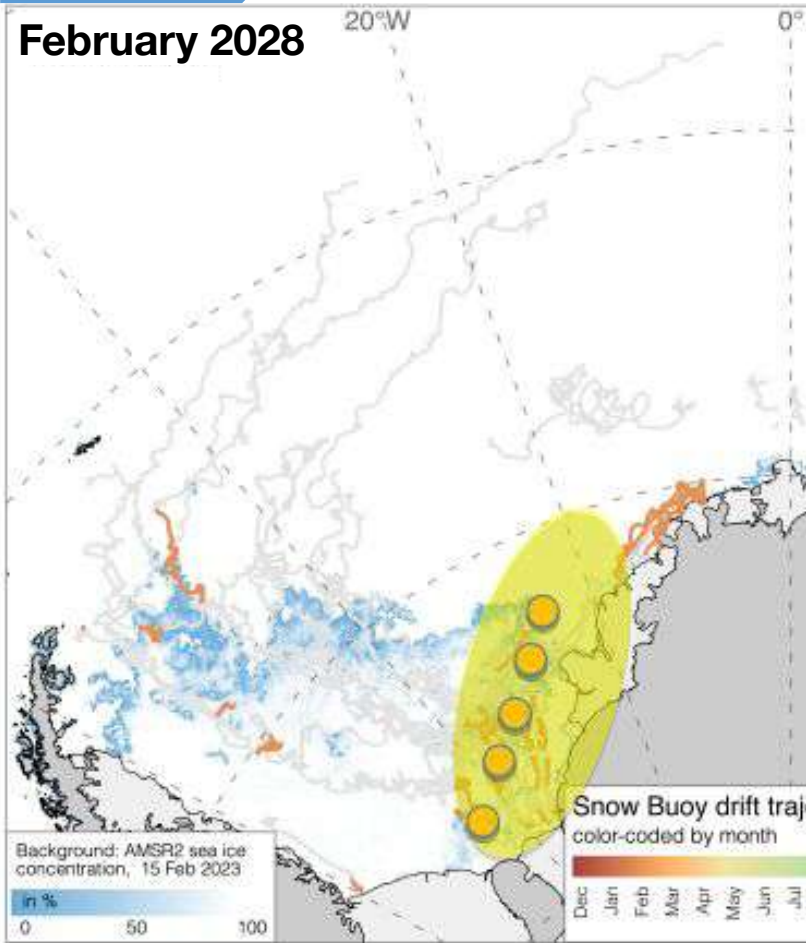 February 2028
20°W
0°
Background: AMSR2 sea ice
concentration, 15 Feb 2023
in %
0 50 100
Snow Buoy drift traj
color-coded by month
Dec Jan Feb Mar Apr May Jun Jul